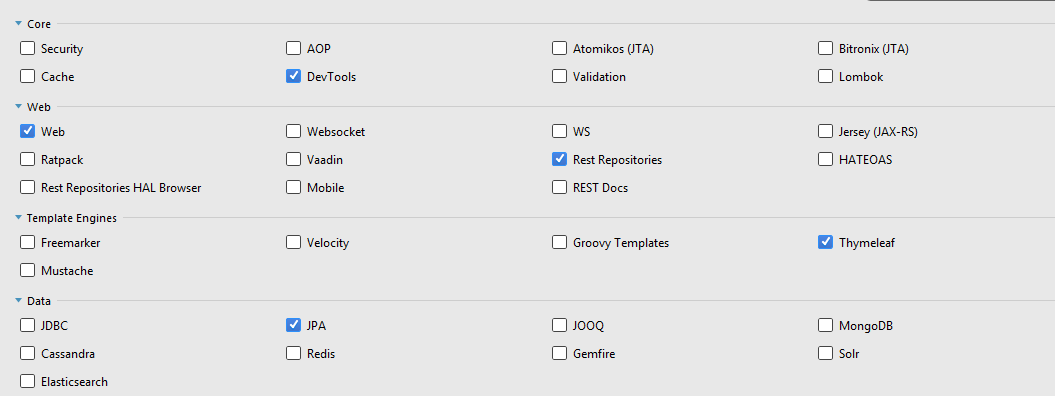 Core
Security AOP Atomikos (JTA) Bitronix (JTA)
Cache DevTools Validation Lombok
Web
Web Websocket WS Jersey (JAX-RS)
Ratpack Vaadin Rest Repositories HATEOAS
Rest Repositories HAL Browser Mobile REST Docs
Template Engines
Freemarker Velocity Groovy Templates Thymeleaf
Mustache
Data
JDBC JPA JOOQ MongoDB
Cassandra Redis Gemfire Solr
Elasticsearch